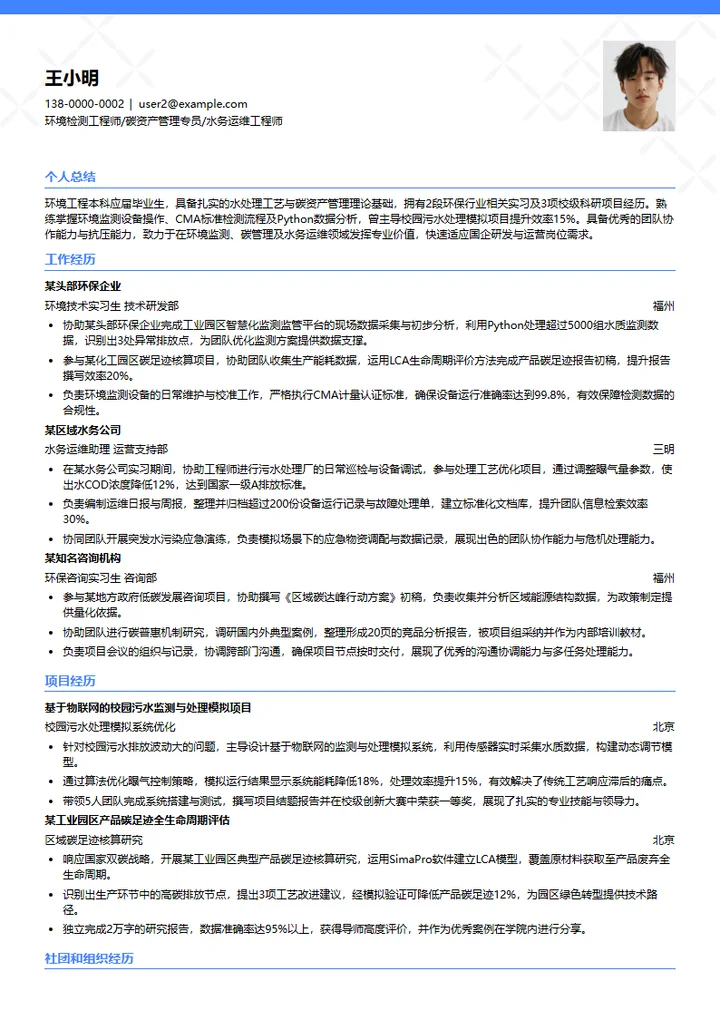 王小明
138-0000-0002 | user2@example.com
环境检测工程师/碳资产管理专员/水务运维工程师
个人总结
环境工程本科应届毕业生，具备扎实的水处理工艺与碳资产管理理论基础，拥有2段环保行业相关实习及3项校级科研项目经历。熟
练掌握环境监测设备操作、CMA标准检测流程及Python数据分析，曾主导校园污水处理模拟项目提升效率15%。具备优秀的团队协
作能力与抗压能力，致力于在环境监测、碳管理及水务运维领域发挥专业价值，快速适应国企研发与运营岗位需求。
工作经历
某头部环保企业
环境技术实习生 技术研发部 福州
• 协助某头部环保企业完成工业园区智慧化监测监管平台的现场数据采集与初步分析，利用Python处理超过5000组水质监测数
据，识别出3处异常排放点，为团队优化监测方案提供数据支撑。
• 参与某化工园区碳足迹核算项目，协助团队收集生产能耗数据，运用LCA生命周期评价方法完成产品碳足迹报告初稿，提升报告
撰写效率20%。
• 负责环境监测设备的日常维护与校准工作，严格执行CMA计量认证标准，确保设备运行准确率达到99.8%，有效保障检测数据的
合规性。
某区域水务公司
水务运维助理 运营支持部 三明
• 在某水务公司实习期间，协助工程师进行污水处理厂的日常巡检与设备调试，参与处理工艺优化项目，通过调整曝气量参数，使
出水COD浓度降低12%，达到国家一级A排放标准。
• 负责编制运维日报与周报，整理并归档超过200份设备运行记录与故障处理单，建立标准化文档库，提升团队信息检索效率
30%。
• 协同团队开展突发水污染应急演练，负责模拟场景下的应急物资调配与数据记录，展现出色的团队协作能力与危机处理能力。
某知名咨询机构
环保咨询实习生 咨询部 福州
• 参与某地方政府低碳发展咨询项目，协助撰写《区域碳达峰行动方案》初稿，负责收集并分析区域能源结构数据，为政策制定提
供量化依据。
• 协助团队进行碳普惠机制研究，调研国内外典型案例，整理形成20页的竞品分析报告，被项目组采纳并作为内部培训教材。
• 负责项目会议的组织与记录，协调跨部门沟通，确保项目节点按时交付，展现了优秀的沟通协调能力与多任务处理能力。
项目经历
基于物联网的校园污水监测与处理模拟项目
校园污水处理模拟系统优化 北京
• 针对校园污水排放波动大的问题，主导设计基于物联网的监测与处理模拟系统，利用传感器实时采集水质数据，构建动态调节模
型。
• 通过算法优化曝气控制策略，模拟运行结果显示系统能耗降低18%，处理效率提升15%，有效解决了传统工艺响应滞后的痛点。
• 带领5人团队完成系统搭建与测试，撰写项目结题报告并在校级创新大赛中荣获一等奖，展现了扎实的专业技能与领导力。
某工业园区产品碳足迹全生命周期评估
区域碳足迹核算研究 北京
• 响应国家双碳战略，开展某工业园区典型产品碳足迹核算研究，运用SimaPro软件建立LCA模型，覆盖原材料获取至产品废弃全
生命周期。
• 识别出生产环节中的高碳排放节点，提出3项工艺改进建议，经模拟验证可降低产品碳足迹12%，为园区绿色转型提供技术路
径。
• 独立完成2万字的研究报告，数据准确率达95%以上，获得导师高度评价，并作为优秀案例在学院内进行分享。
社团和组织经历